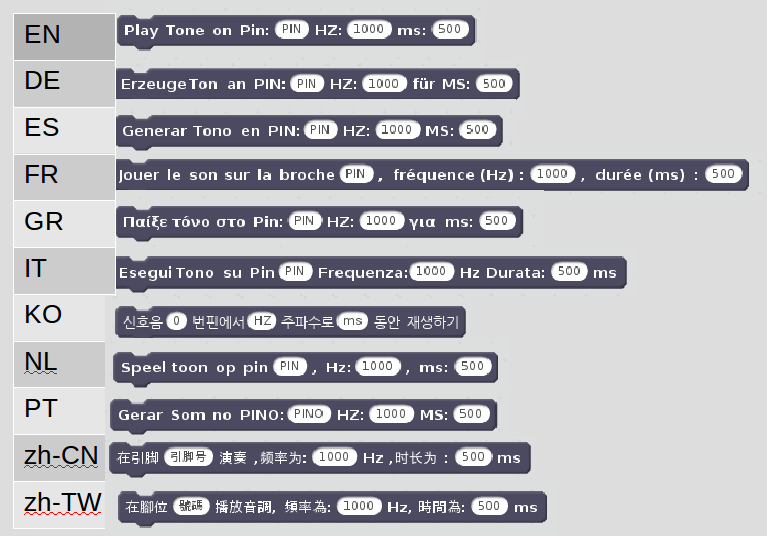 EN Play Tone on Pin: PIN HZ: 1000 ms: 500
DE Erzeuge Ton an PIN: PIN HZ: 1000 für MS: 500
ES Generar Tono en PIN: PIN HZ: 1000 MS: 500
FR Jouer le son sur la broche PIN , fréquence (Hz) : 1000 , durée (ms) : 500
GR Παίξε τόνο στο Pin: PIN HZ: 1000 για ms: 500
IT Esegui Tono su Pin PIN Frequenza: 1000 Hz Durata: 500 ms
KO 신호음 0 번핀에서 HZ 주파수로 ms 동안 재생하기
NL Speel toon op pin PIN , Hz: 1000 , ms: 500
PT Gerar Som no PINO: PINO HZ: 1000 MS: 500
zh-CN 在引脚 引脚号 演奏 ,频率为: 1000 Hz ,时长为 : 500 ms
zh-TW 在腳位 號碼 播放音調, 頻率為: 1000 Hz, 時間為: 500 ms